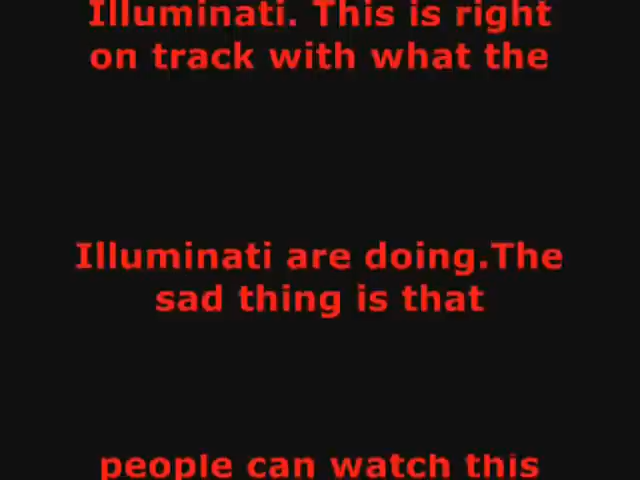 Illuminati. This is right
on track with what the
Illuminati are doing.The
sad thing is that
people can watch this